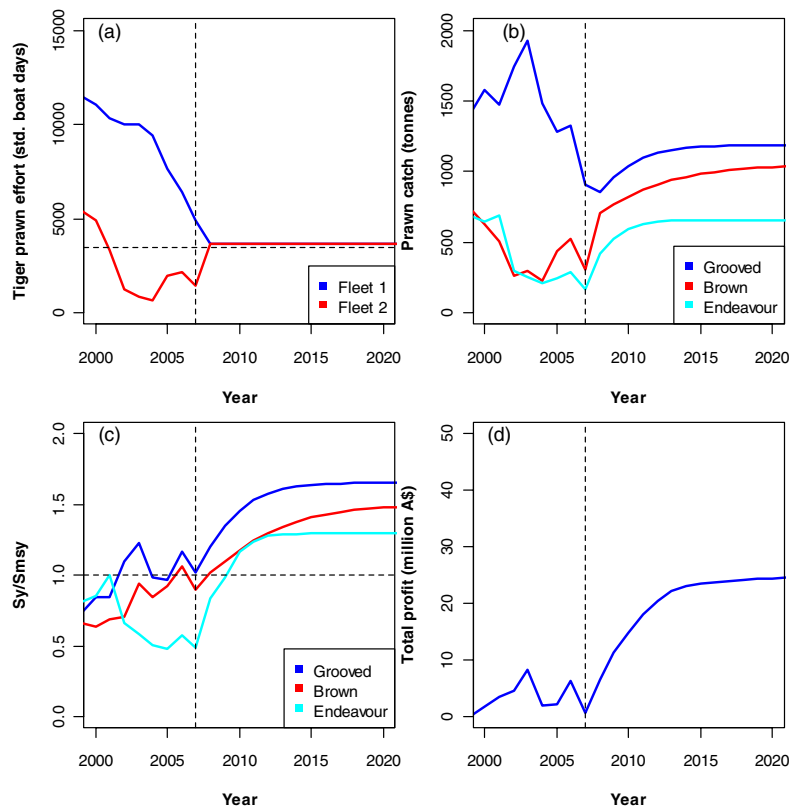 (a)
Tiger prawn effort (std. boat days)
15000
10000
5000
0
Fleet 1
Fleet 2
2000 2005 2010 2015 2020
Year
(b)
Prawn catch (tonnes)
2000
1500
1000
500
0
Grooved
Brown
Endeavour
2000 2005 2010 2015 2020
Year
(c)
Sy/Smsy
2.0
1.5
1.0
0.5
0.0
Grooved
Brown
Endeavour
2000 2005 2010 2015 2020
Year
(d)
Total profit (million A$)
50
40
30
20
10
0
2000 2005 2010 2015 2020
Year